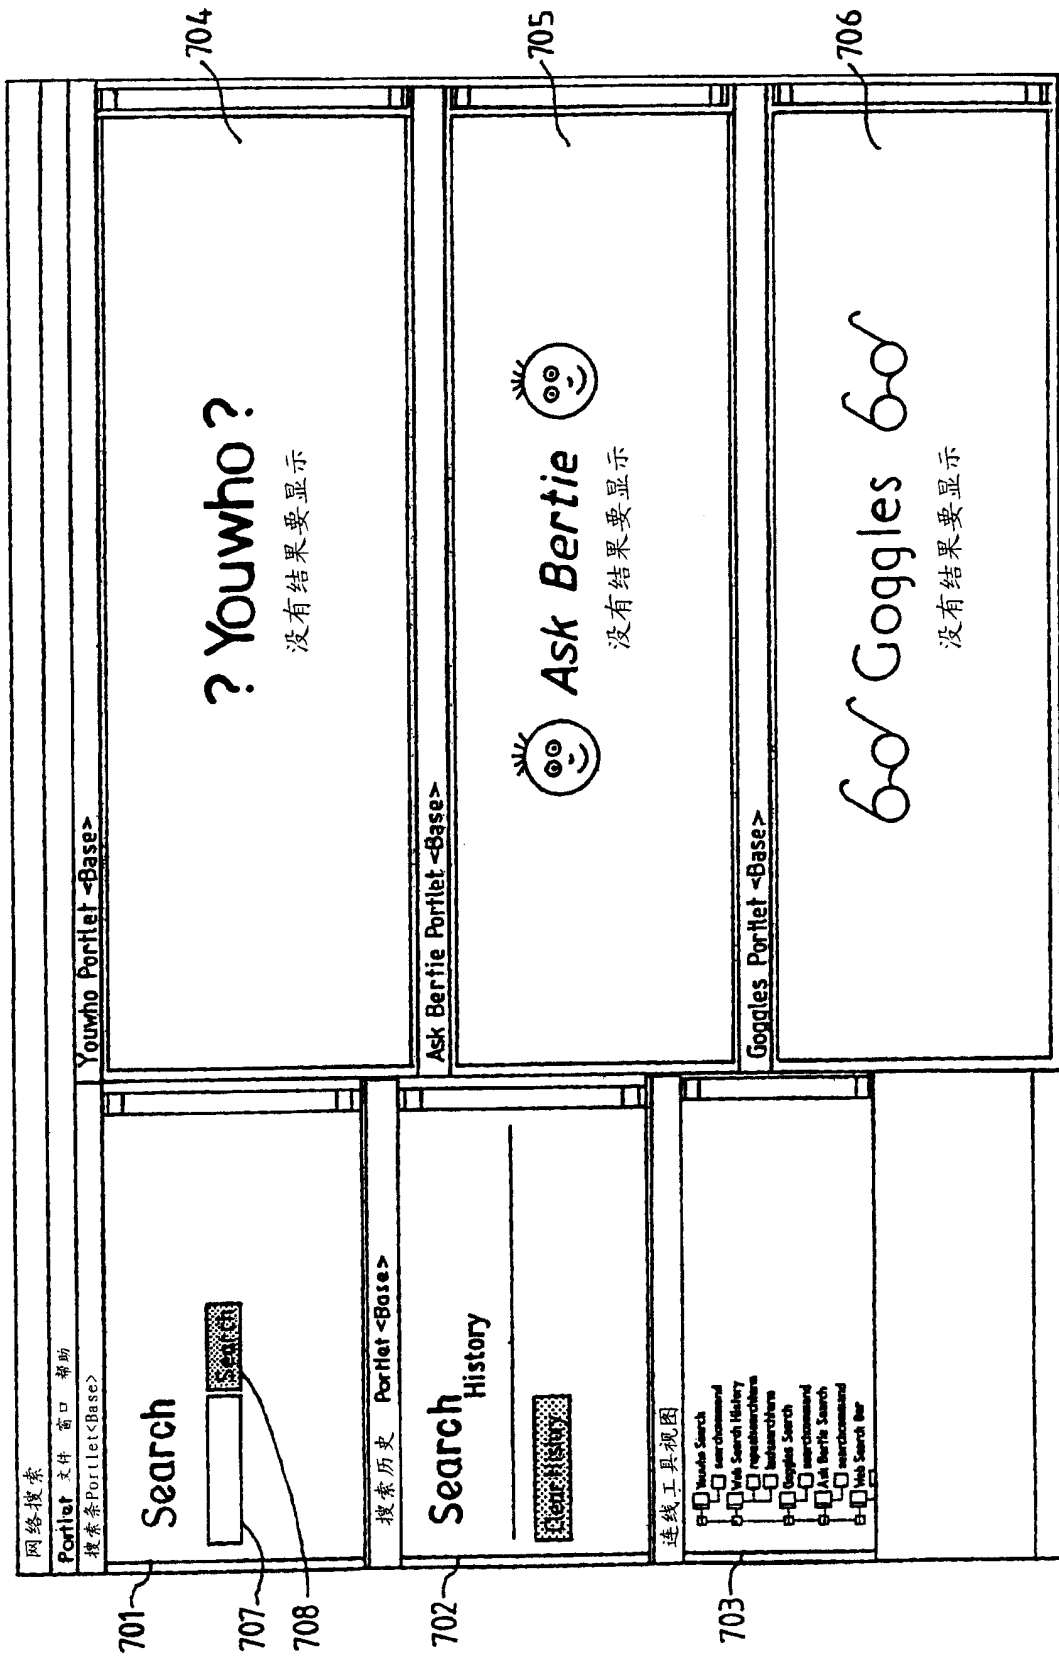 网络搜索
Portlet 文件 窗口 帮助
搜索条Portlet<Base>
Search
Search
701
707
708
搜索历史 Portlet <Base>
Search
History
Clear History
702
连线工具视图
Youwho Search
searchcommand
Web Search History
repeatsearchterm
lastsearchterm
Goggles Search
searchcommand
Ask Bertie Search
searchcommand
Web Search Bar
703
Youwho Portlet <Base>
? Youwho ?
没有结果要显示
704
Ask Bertie Portlet <Base>
Ask Bertie
没有结果要显示
705
Goggles Portlet <Base>
Goggles
没有结果要显示
706